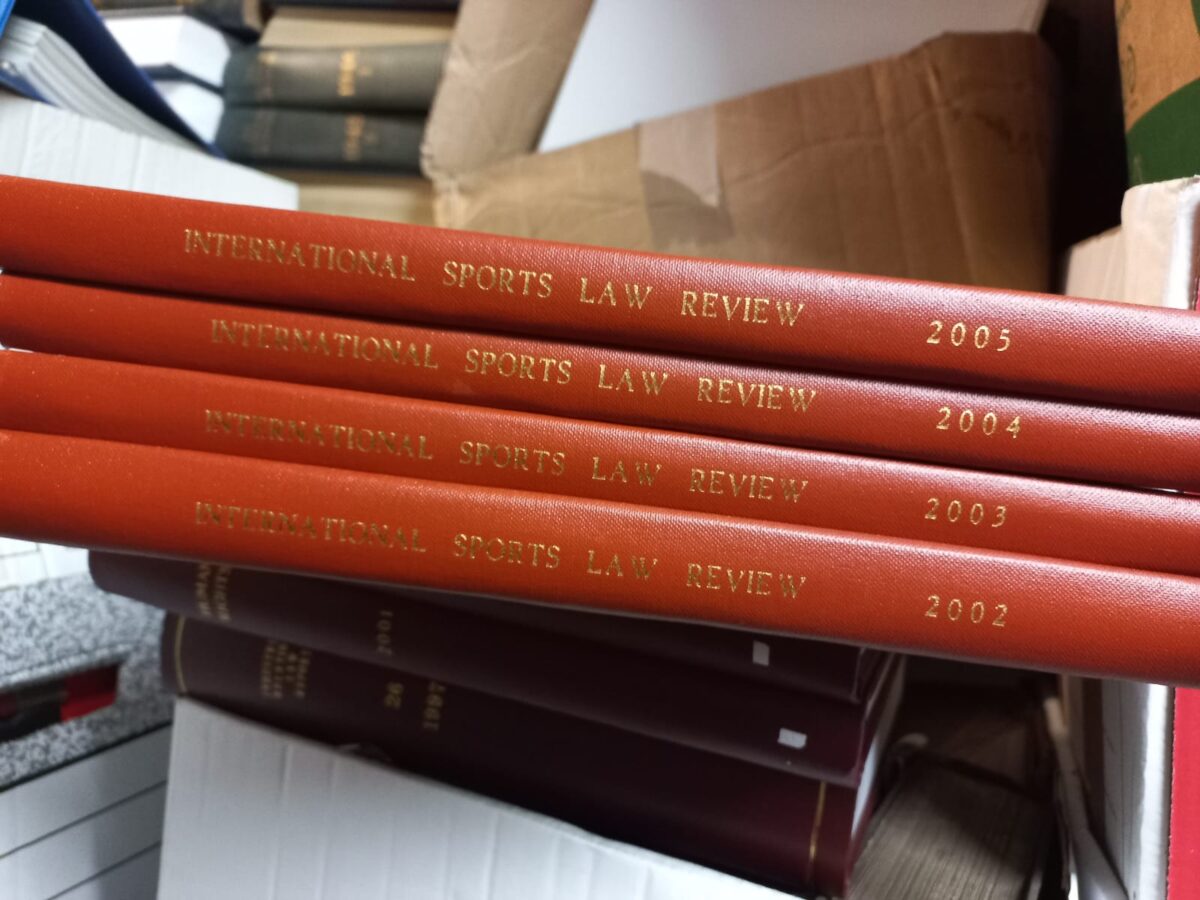 INTERNATIONAL SPORTS LAW REVIEW 2005
INTERNATIONAL SPORTS LAW REVIEW 2004
INTERNATIONAL SPORTS LAW REVIEW 2003
INTERNATIONAL SPORTS LAW REVIEW 2002
2001
26
1997